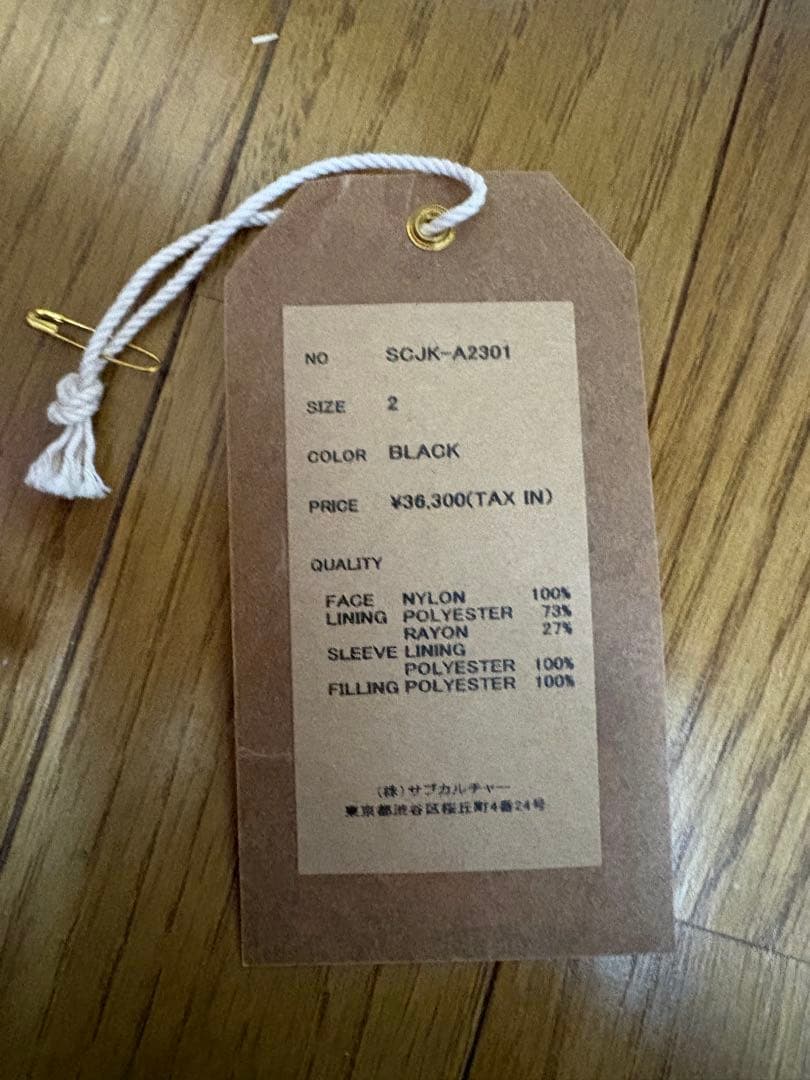 NO SCJK-A2301
SIZE 2
COLOR BLACK
PRICE ¥36,300(TAX IN)
QUALITY
FACE NYLON 100%
LINING POLYESTER 73%
RAYON 27%
SLEEVE LINING
POLYESTER 100%
FILLING POLYESTER 100%
(株)サブカルチャー
東京都渋谷区桜丘町4番24号